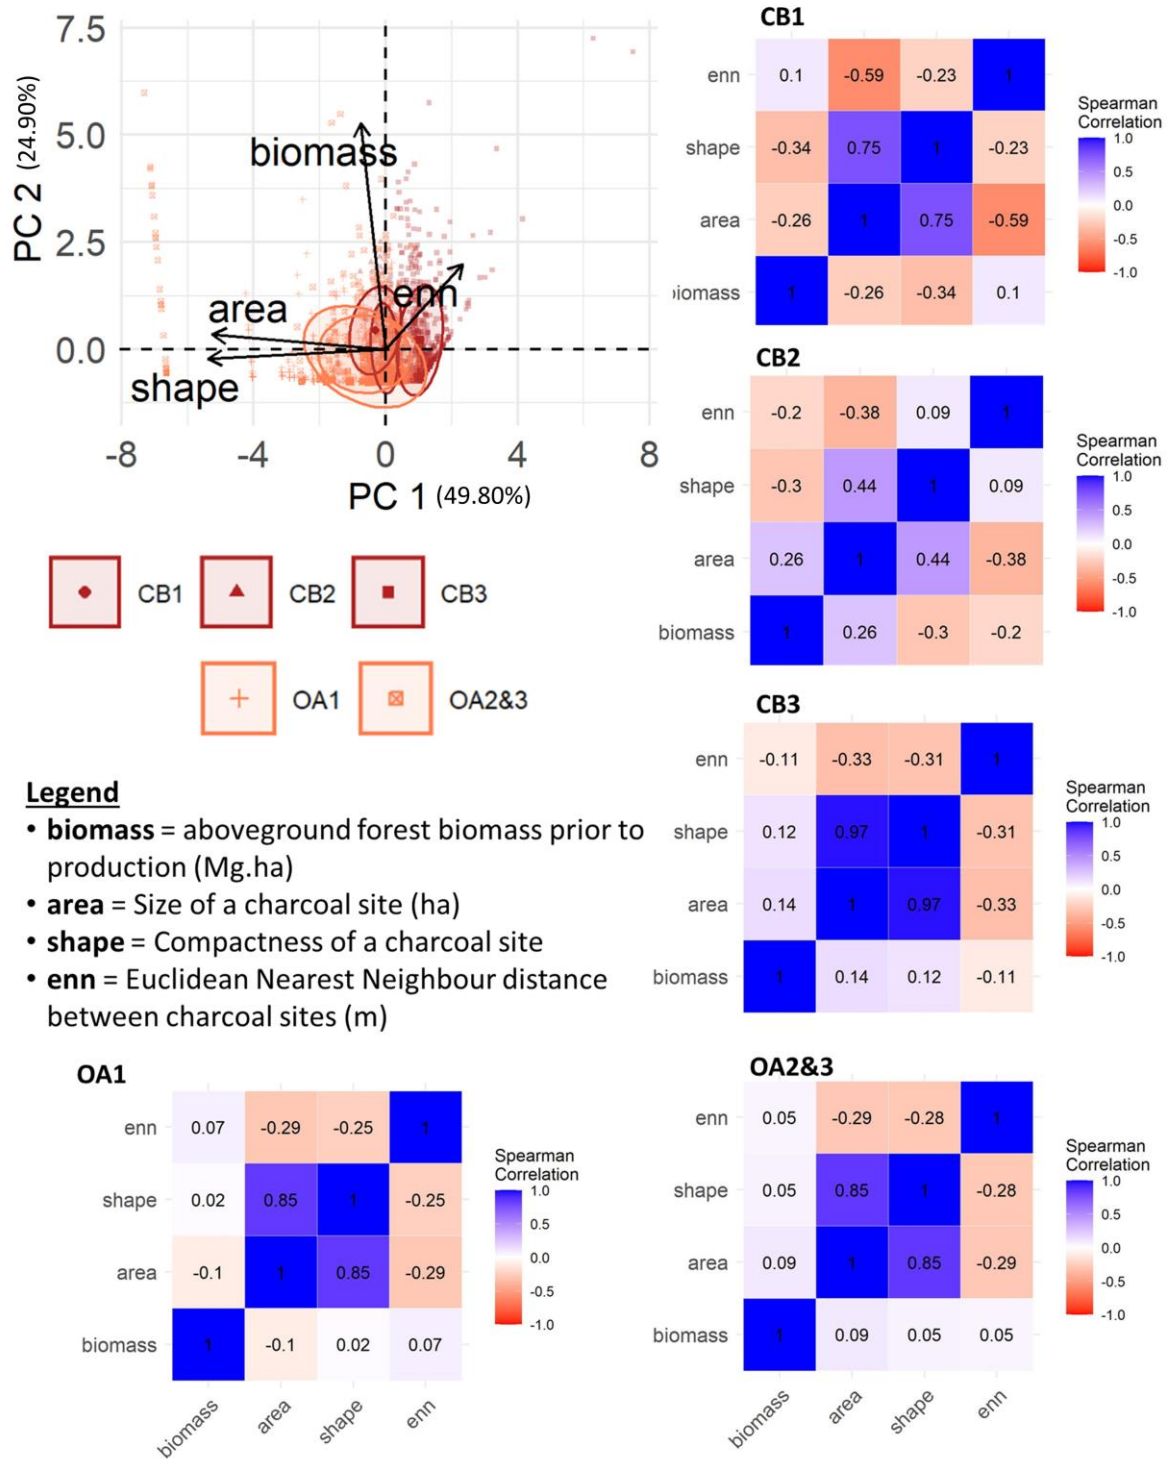 7.5
5.0
2.5
0.0
PC 2 (24.90%)
biomass
enn
area
shape
-8 -4 0 4 8
PC 1 (49.80%)
CB1 CB2 CB3
OA1 OA2&3
Legend
• biomass = aboveground forest biomass prior to
production (Mg.ha)
• area = Size of a charcoal site (ha)
• shape = Compactness of a charcoal site
• enn = Euclidean Nearest Neighbour distance
between charcoal sites (m)
CB1
enn 0.1 -0.59 -0.23 1
shape -0.34 0.75 1 -0.23
area -0.26 1 0.75 -0.59
biomass 1 -0.26 -0.34 0.1
Spearman
Correlation
1.0
0.5
0.0
-0.5
-1.0
CB2
enn -0.2 -0.38 0.09 1
shape -0.3 0.44 1 0.09
area 0.26 1 0.44 -0.38
biomass 1 0.26 -0.3 -0.2
Spearman
Correlation
1.0
0.5
0.0
-0.5
-1.0
CB3
enn -0.11 -0.33 -0.31 1
shape 0.12 0.97 1 -0.31
area 0.14 1 0.97 -0.33
biomass 1 0.14 0.12 -0.11
Spearman
Correlation
1.0
0.5
0.0
-0.5
-1.0
OA1
enn 0.07 -0.29 -0.25 1
shape 0.02 0.85 1 -0.25
area -0.1 1 0.85 -0.29
biomass 1 -0.1 0.02 0.07
biomass area shape enn
Spearman
Correlation
1.0
0.5
0.0
-0.5
-1.0
OA2&3
enn 0.05 -0.29 -0.28 1
shape 0.05 0.85 1 -0.28
area 0.09 1 0.85 -0.29
biomass 1 0.09 0.05 0.05
biomass area shape enn
Spearman
Correlation
1.0
0.5
0.0
-0.5
-1.0